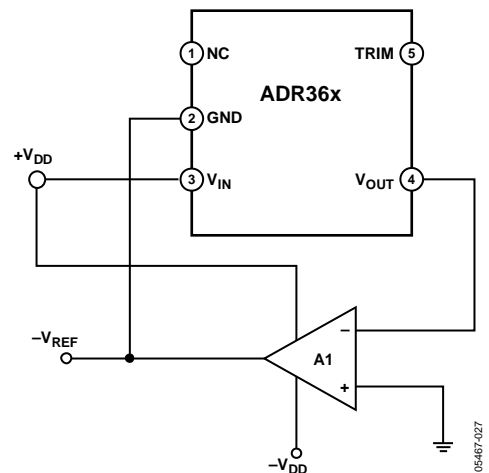 1 NC
TRIM 5
ADR36x
2 GND
+VDD
3 VIN
VOUT 4
−VREF
−
A1
+
−VDD
05467-027